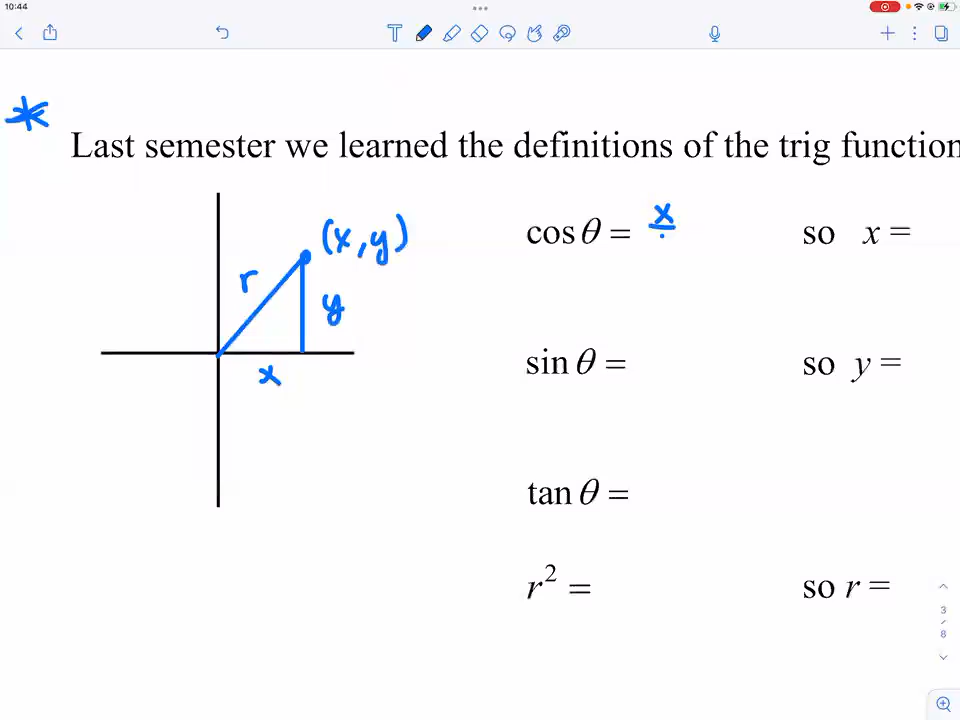 10:44
*
Last semester we learned the definitions of the trig function
(x, y)
r
y
x
cos θ = x
so x =
sin θ =
so y =
tan θ =
r² =
so r =
3
8